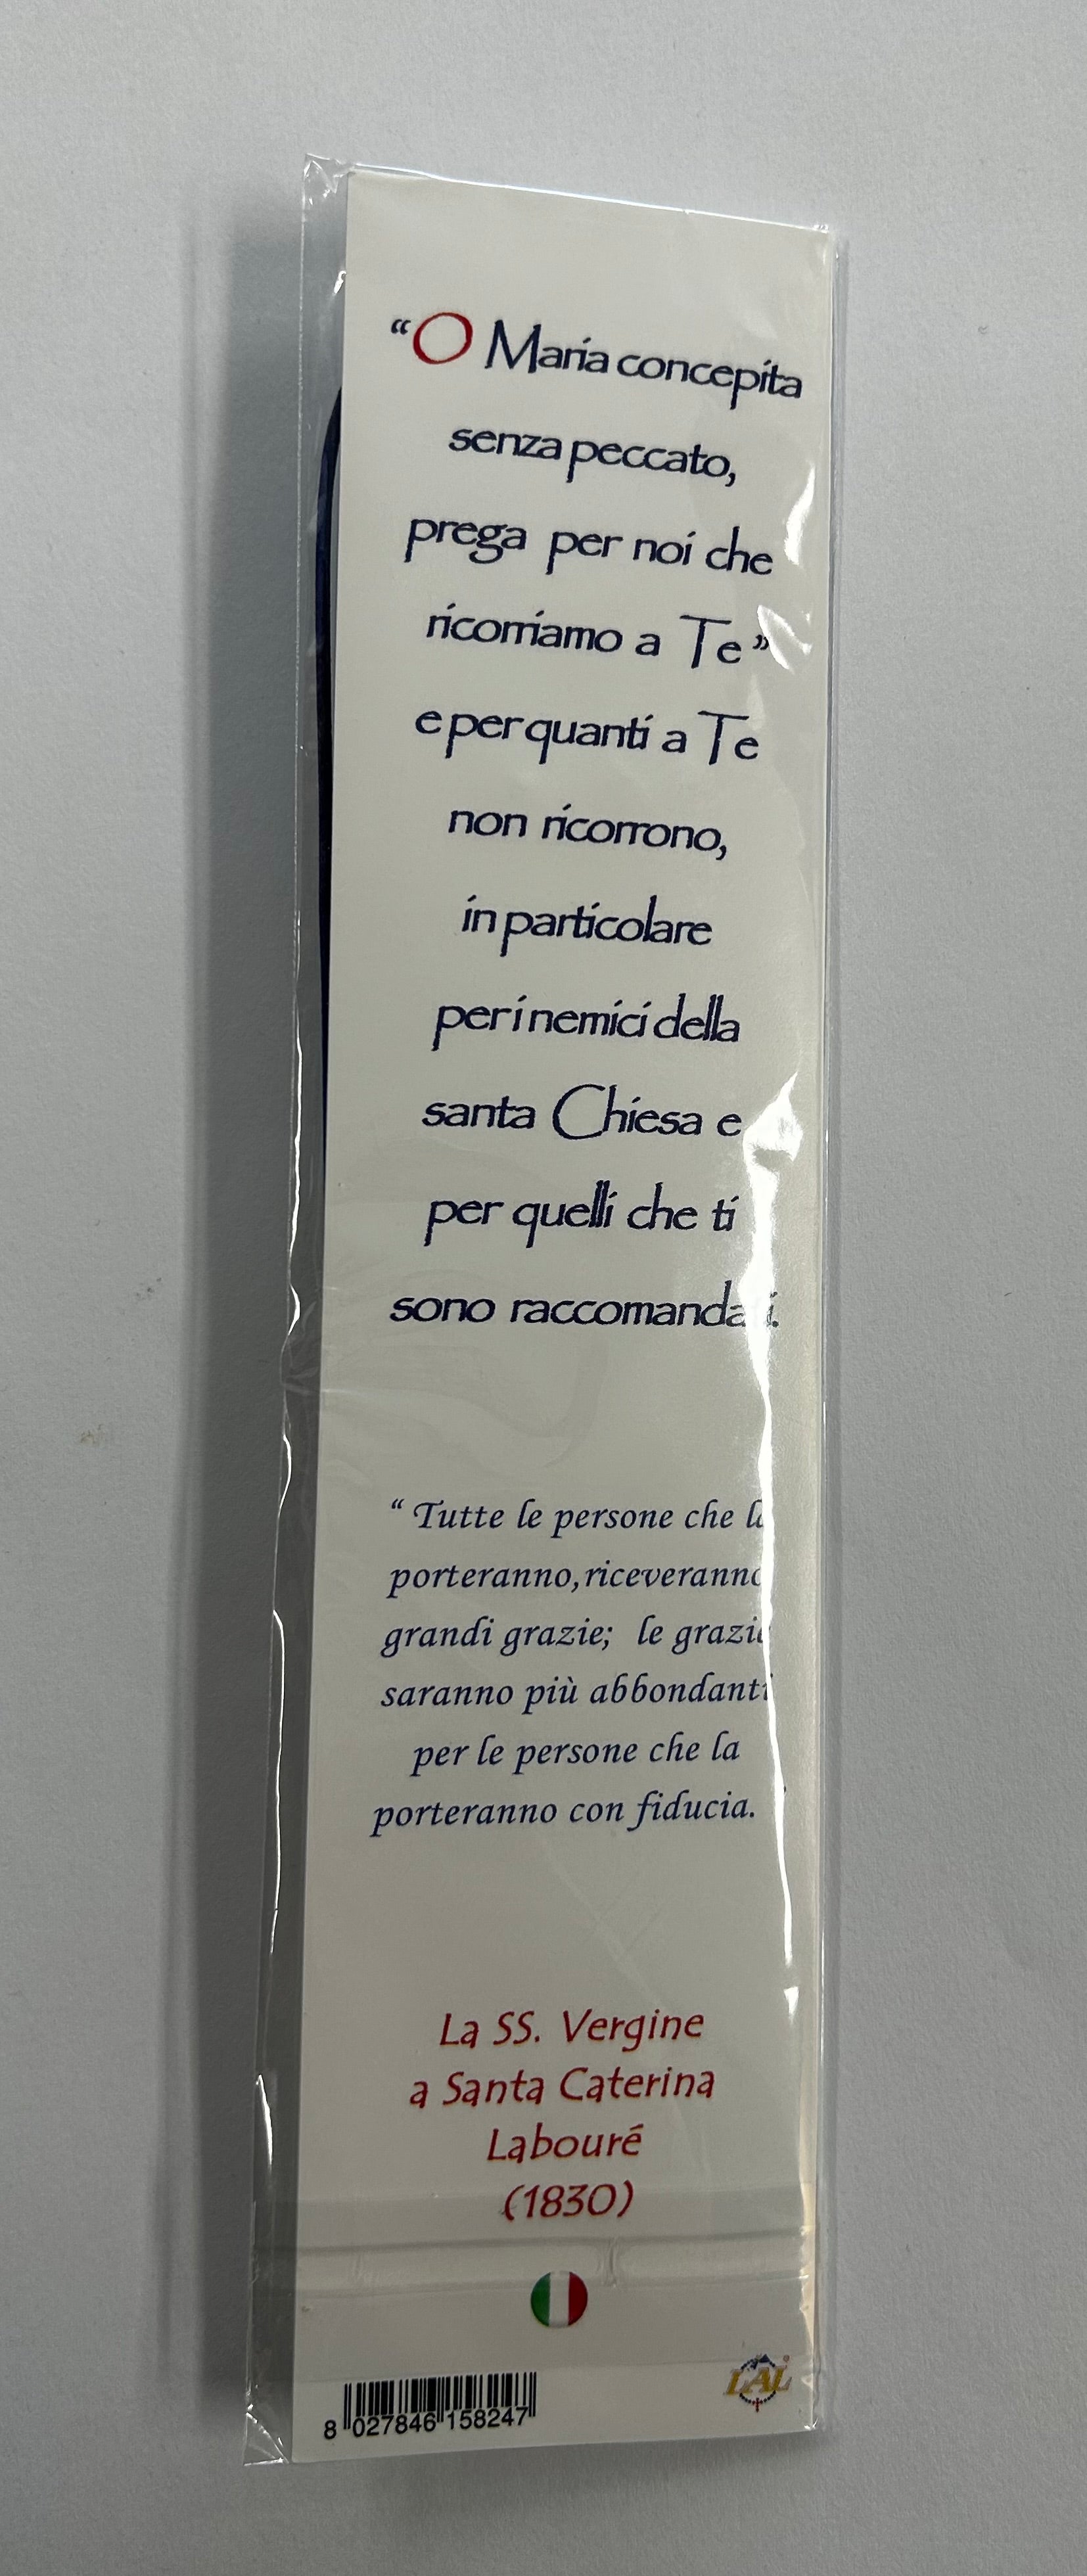 “O Maria concepita
senza peccato,
prega per noi che
ricorriamo a Te”
e per quanti a Te
non ricorrono,
in particolare
per i nemici della
santa Chiesa e
per quelli che ti
sono raccomandati.
“ Tutte le persone che la
porteranno, riceveranno
grandi grazie; le grazie
saranno più abbondanti
per le persone che la
porteranno con fiducia.
La SS. Vergine
a Santa Caterina
Labouré
(1830)
LAL
8 027846 158247